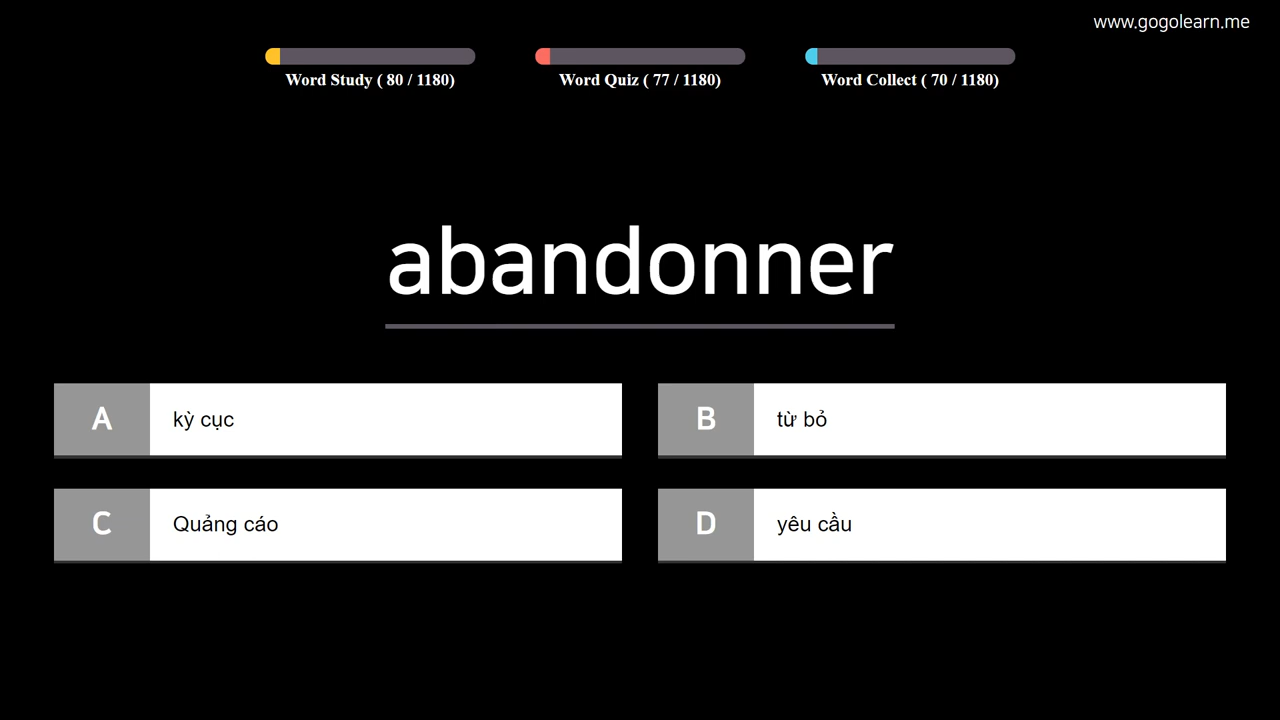 www.gogolearn.me
Word Study ( 80 / 1180)
Word Quiz ( 77 / 1180)
Word Collect ( 70 / 1180)
abandonner
A kỳ cục
B từ bỏ
C Quảng cáo
D yêu cầu